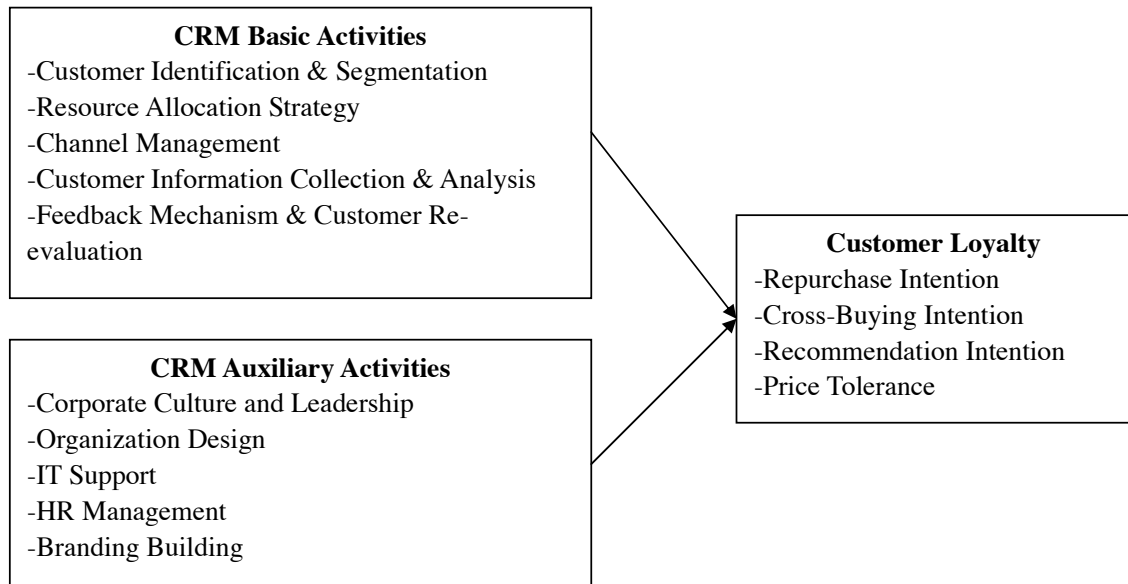 CRM Basic Activities
-Customer Identification & Segmentation
-Resource Allocation Strategy
-Channel Management
-Customer Information Collection & Analysis
-Feedback Mechanism & Customer Re-
evaluation
CRM Auxiliary Activities
-Corporate Culture and Leadership
-Organization Design
-IT Support
-HR Management
-Branding Building
Customer Loyalty
-Repurchase Intention
-Cross-Buying Intention
-Recommendation Intention
-Price Tolerance